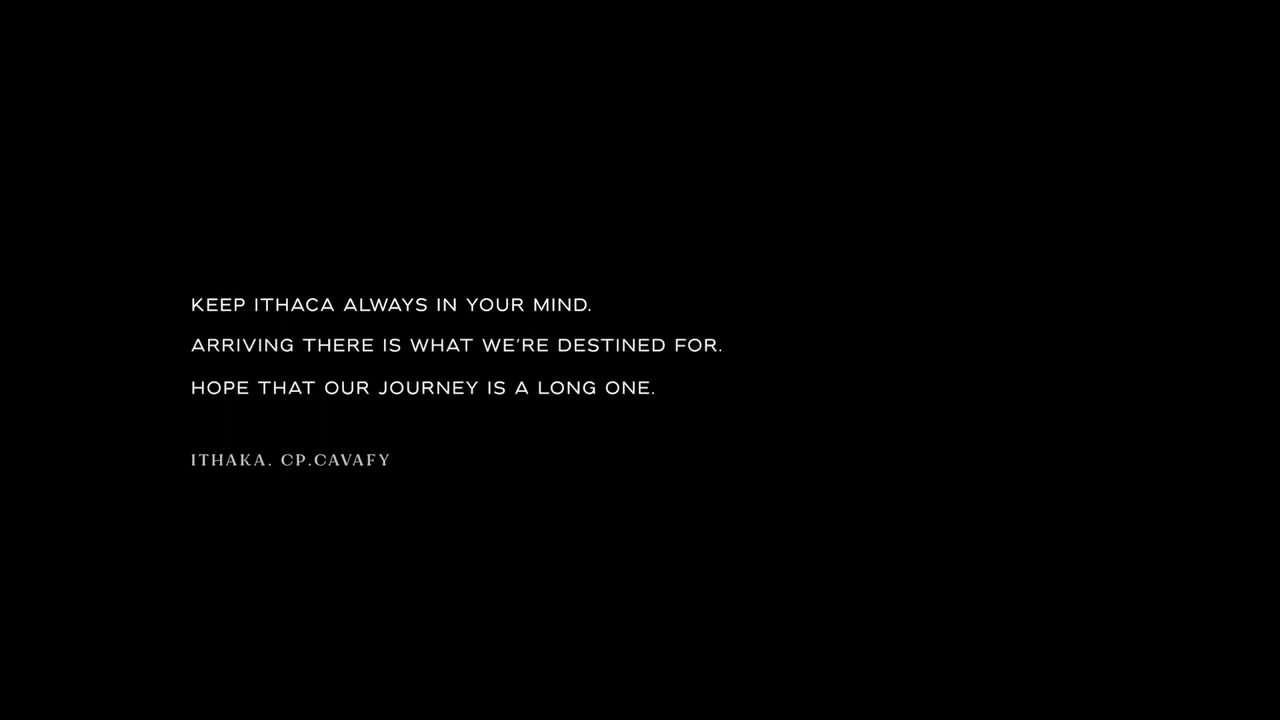 KEEP ITHACA ALWAYS IN YOUR MIND.
ARRIVING THERE IS WHAT WE'RE DESTINED FOR.
HOPE THAT OUR JOURNEY IS A LONG ONE.
ITHAKA. CP.CAVAFY